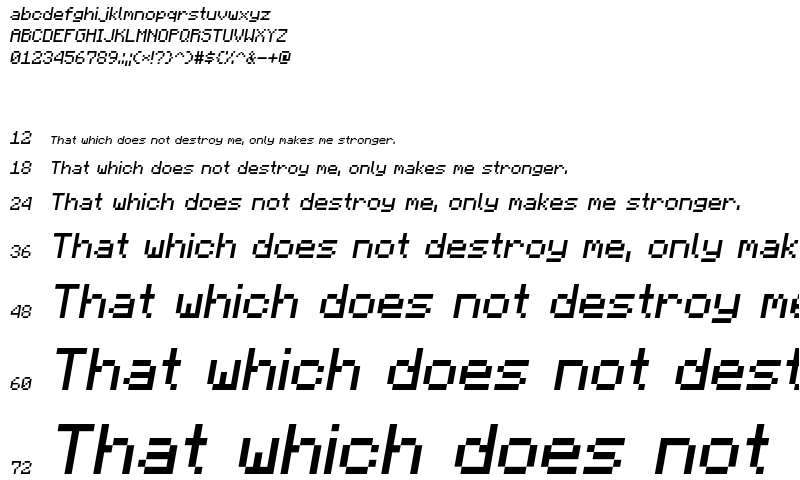 abcdefghijklmnopqrstuvwxyz
ABCDEFGHIJKLMNOPQRSTUVWXYZ
0123456789.:,;(*!?)^)#$(%^&-+@
12 That which does not destroy me, only makes me stronger.
18 That which does not destroy me, only makes me stronger.
24 That which does not destroy me, only makes me stronger.
36 That which does not destroy me, only mak
48 That which does not destroy me
60 That which does not dest
72 That which does not